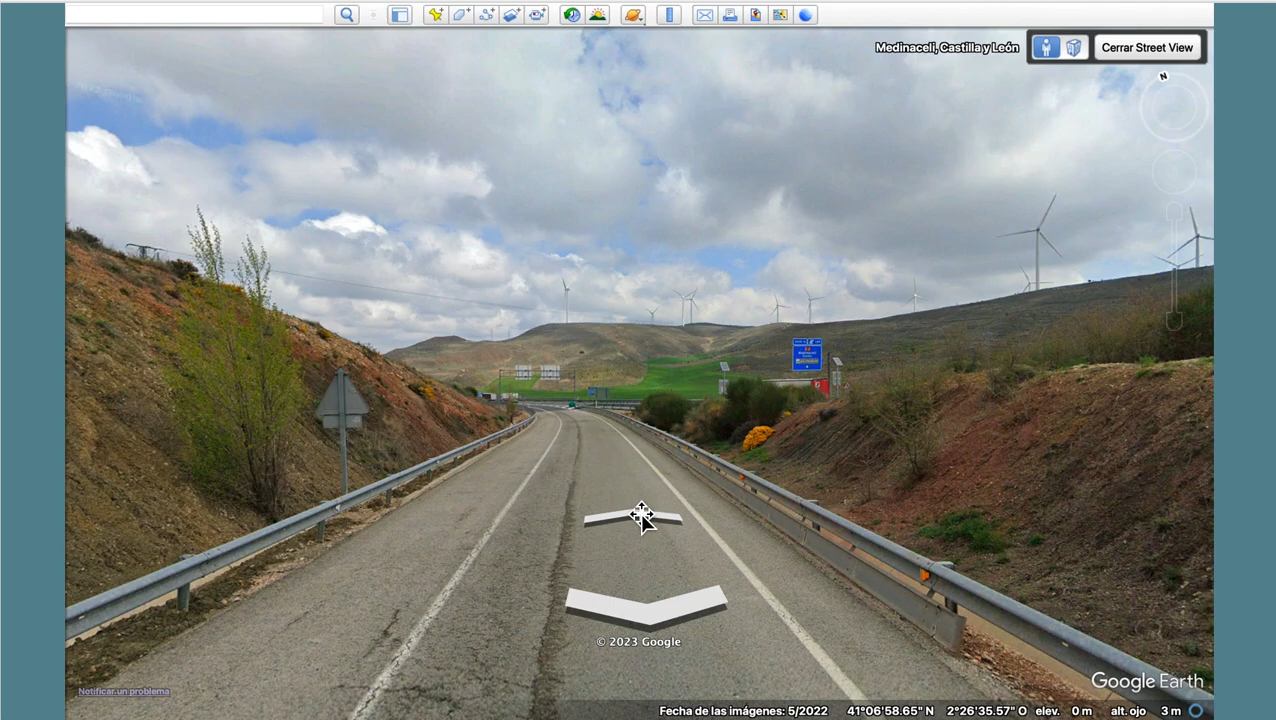 Medinaceli, Castilla y León
Cerrar Street View
N
© 2023 Google
Google Earth
Notificar un problema
Fecha de las imágenes: 5/2022 41°06'58.65" N 2°26'35.57" O elev. 0 m alt. ojo 3 m